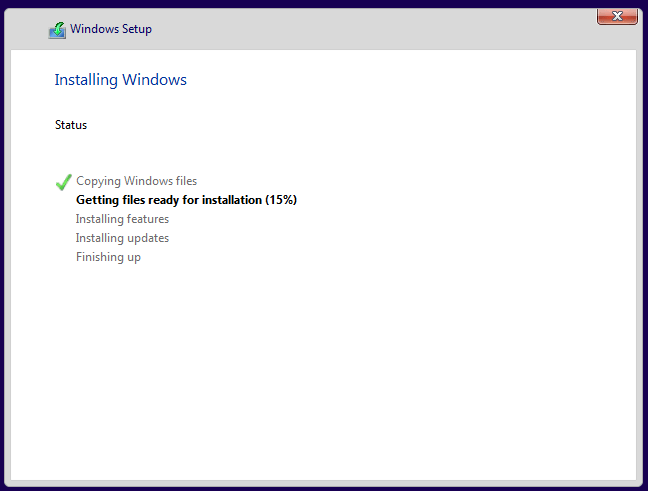 Windows Setup
Installing Windows
Status
Copying Windows files
Getting files ready for installation (15%)
Installing features
Installing updates
Finishing up